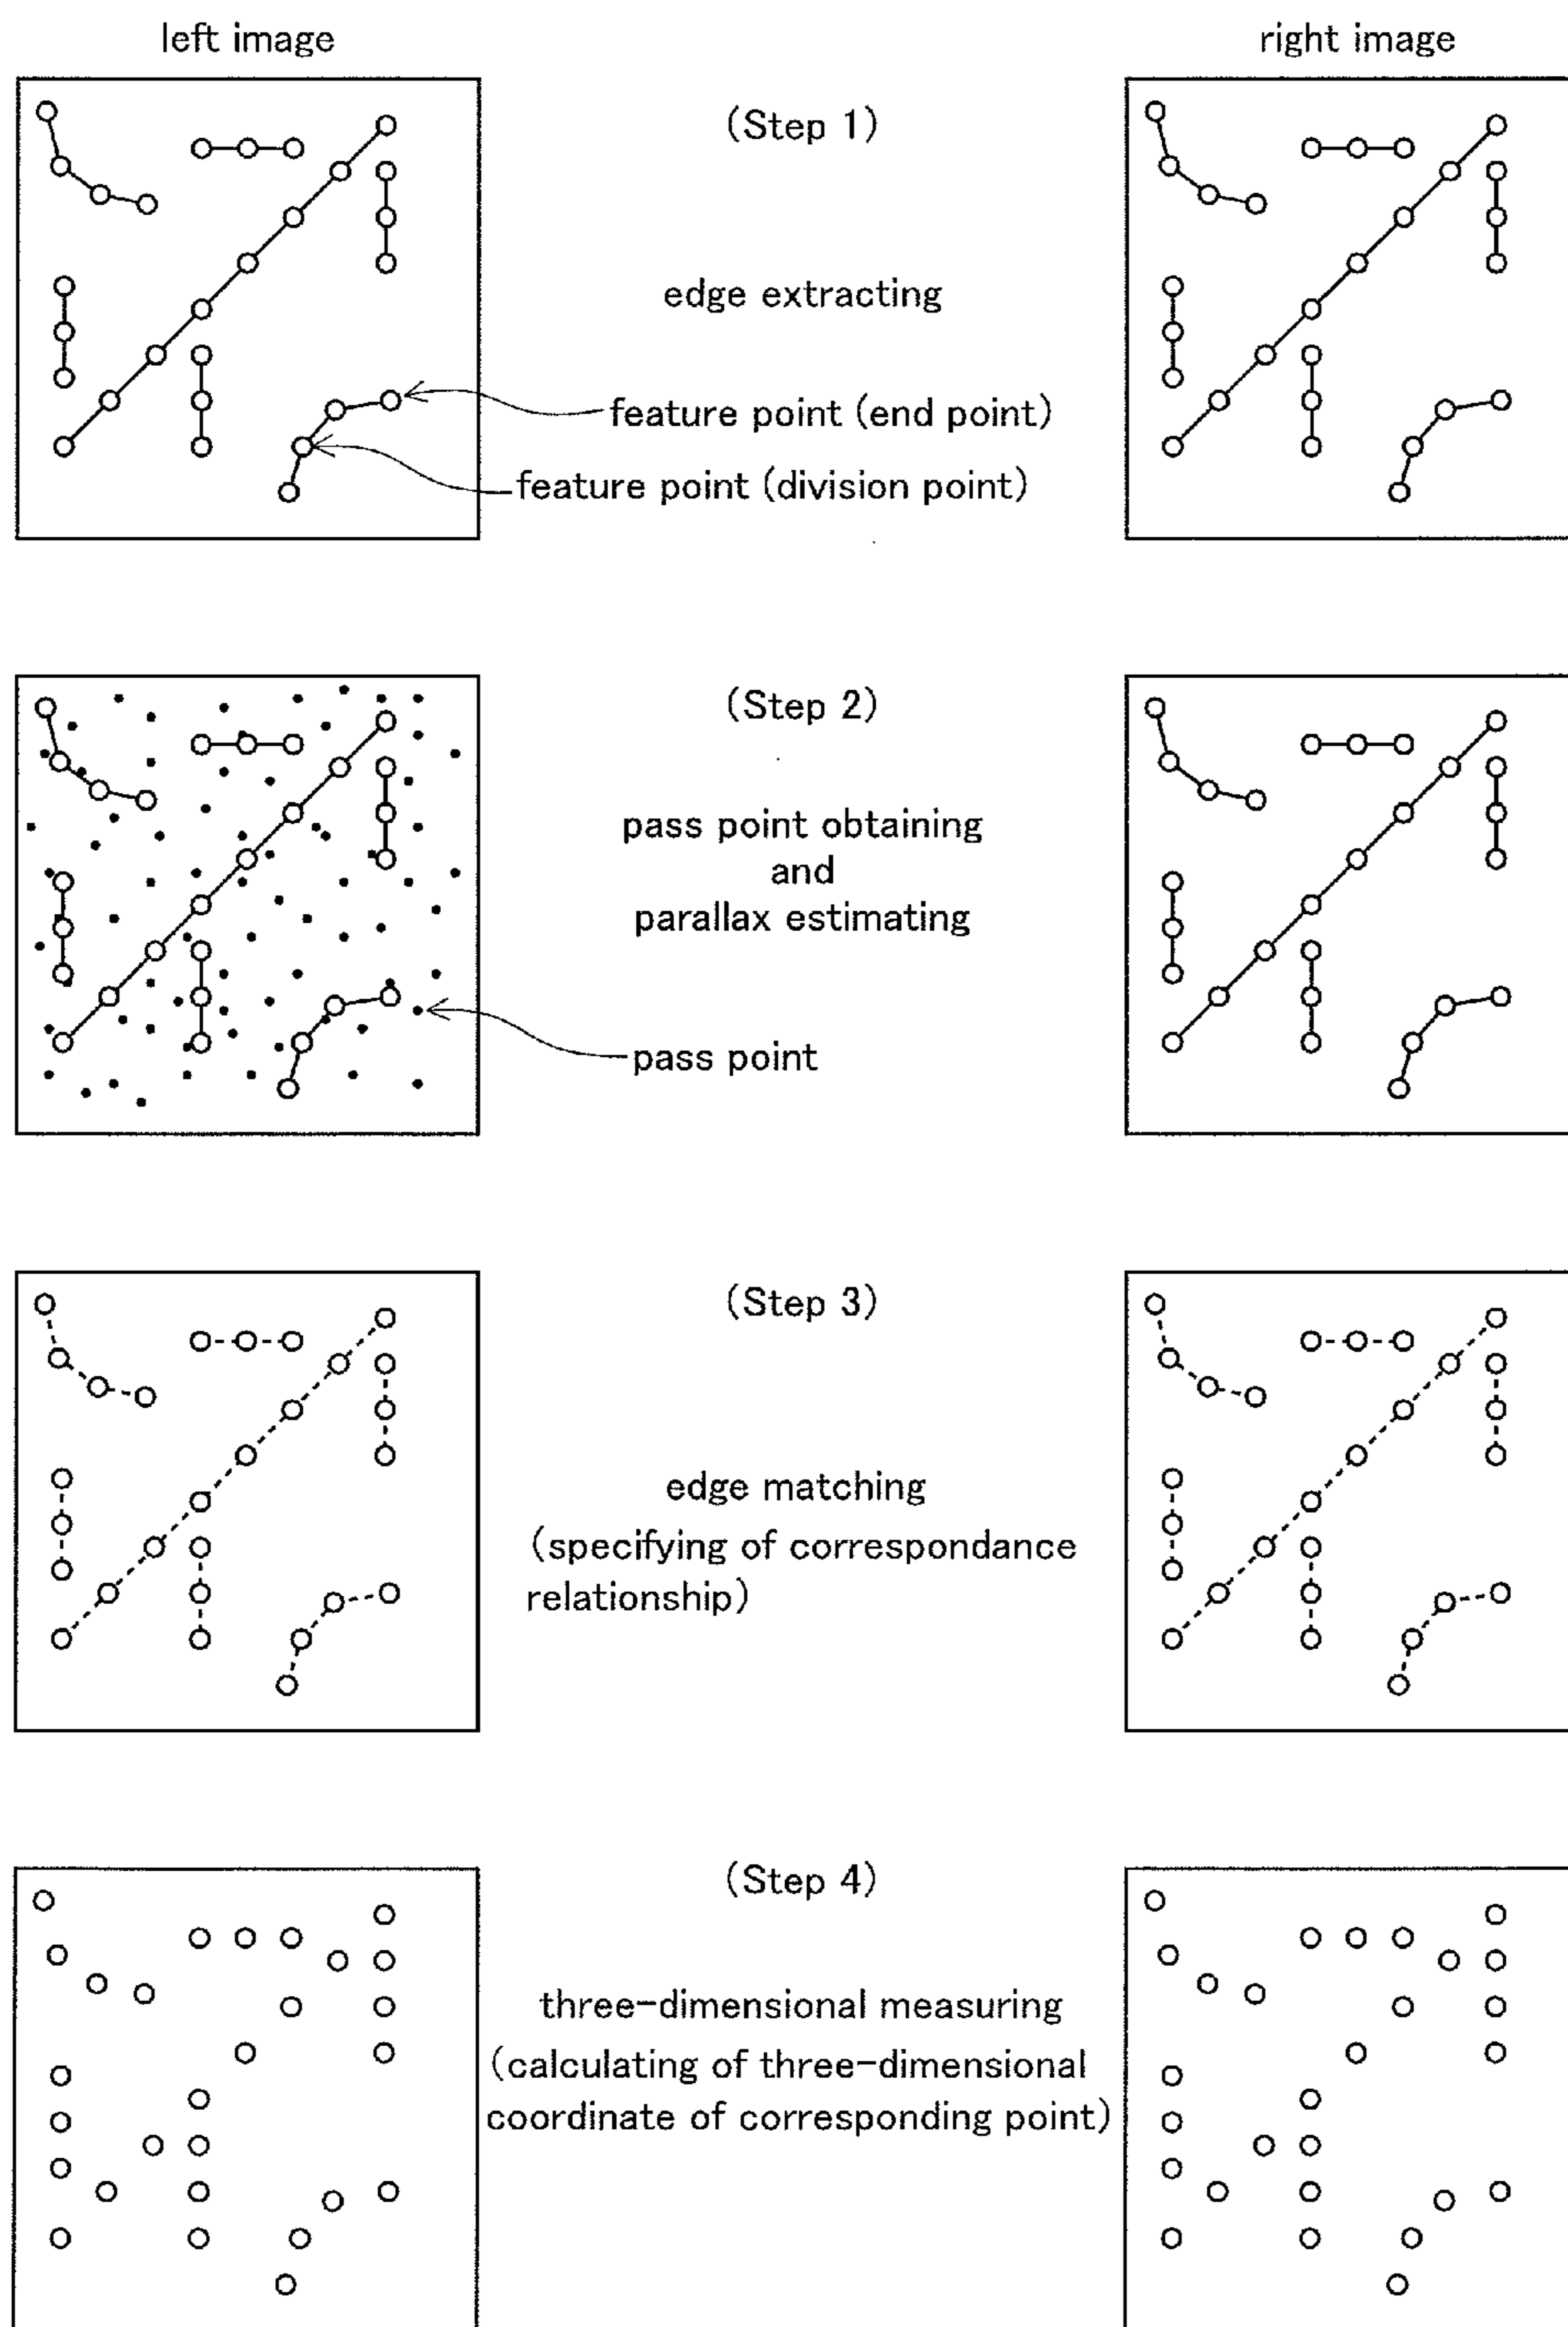 left image
right image
(Step 1)
edge extracting
feature point (end point)
feature point (division point)
(Step 2)
pass point obtaining
and
parallax estimating
pass point
(Step 3)
edge matching
(specifying of correspondance
relationship)
(Step 4)
three-dimensional measuring
(calculating of three-dimensional
coordinate of corresponding point)